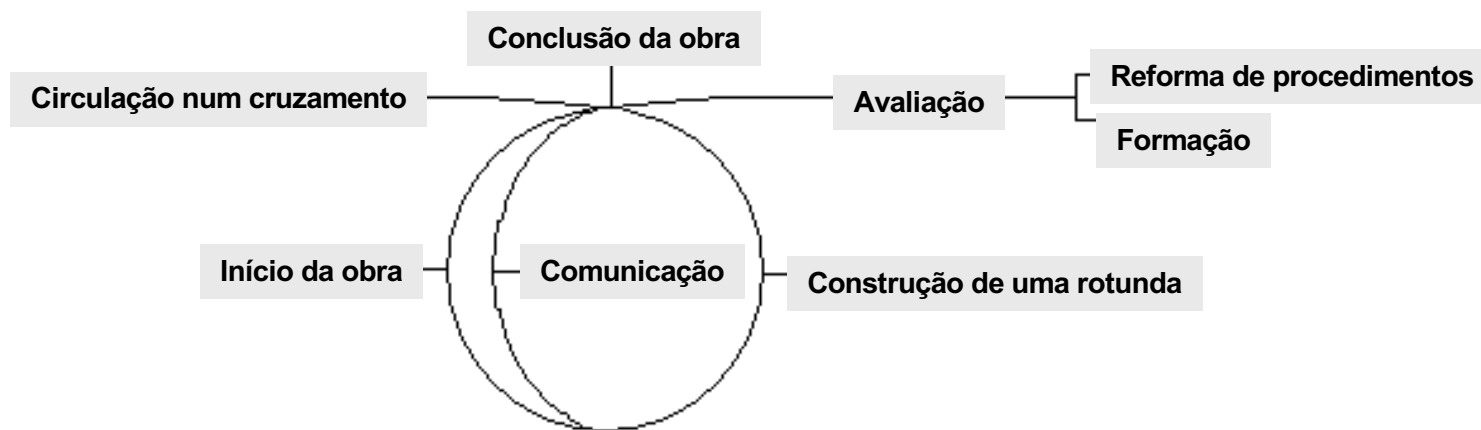 Conclusão da obra
Circulação num cruzamento
Avaliação
Reforma de procedimentos
Formação
Início da obra
Comunicação
Construção de uma rotunda